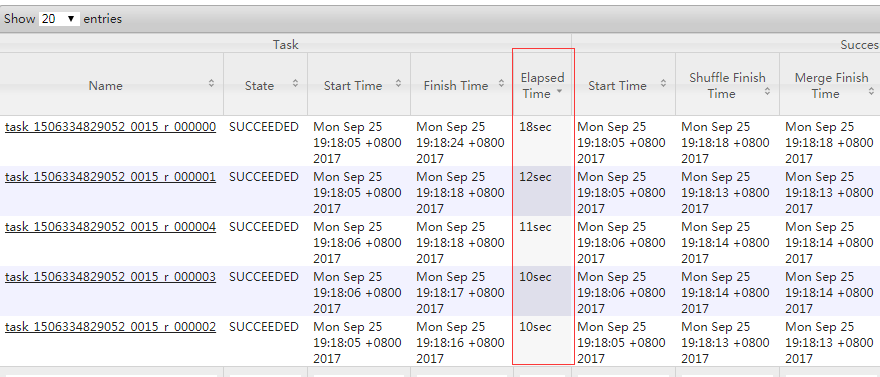 Show 20 entries
Task Succes
Name State Start Time Finish Time Elapsed Time Start Time Shuffle Finish Time Merge Finish Time
task_1506334829052_0015_r_000000 SUCCEEDED Mon Sep 25 Mon Sep 25 18sec Mon Sep 25 Mon Sep 25 Mon Sep 25
19:18:05 +0800 19:18:24 +0800 19:18:05 +0800 19:18:18 +0800 19:18:18 +0800
2017 2017 2017 2017 2017
task_1506334829052_0015_r_000001 SUCCEEDED Mon Sep 25 Mon Sep 25 12sec Mon Sep 25 Mon Sep 25 Mon Sep 25
19:18:05 +0800 19:18:18 +0800 19:18:05 +0800 19:18:13 +0800 19:18:13 +0800
2017 2017 2017 2017 2017
task_1506334829052_0015_r_000004 SUCCEEDED Mon Sep 25 Mon Sep 25 11sec Mon Sep 25 Mon Sep 25 Mon Sep 25
19:18:06 +0800 19:18:18 +0800 19:18:06 +0800 19:18:14 +0800 19:18:14 +0800
2017 2017 2017 2017 2017
task_1506334829052_0015_r_000003 SUCCEEDED Mon Sep 25 Mon Sep 25 10sec Mon Sep 25 Mon Sep 25 Mon Sep 25
19:18:06 +0800 19:18:17 +0800 19:18:06 +0800 19:18:14 +0800 19:18:14 +0800
2017 2017 2017 2017 2017
task_1506334829052_0015_r_000002 SUCCEEDED Mon Sep 25 Mon Sep 25 10sec Mon Sep 25 Mon Sep 25 Mon Sep 25
19:18:05 +0800 19:18:16 +0800 19:18:05 +0800 19:18:13 +0800 19:18:13 +0800
2017 2017 2017 2017 2017